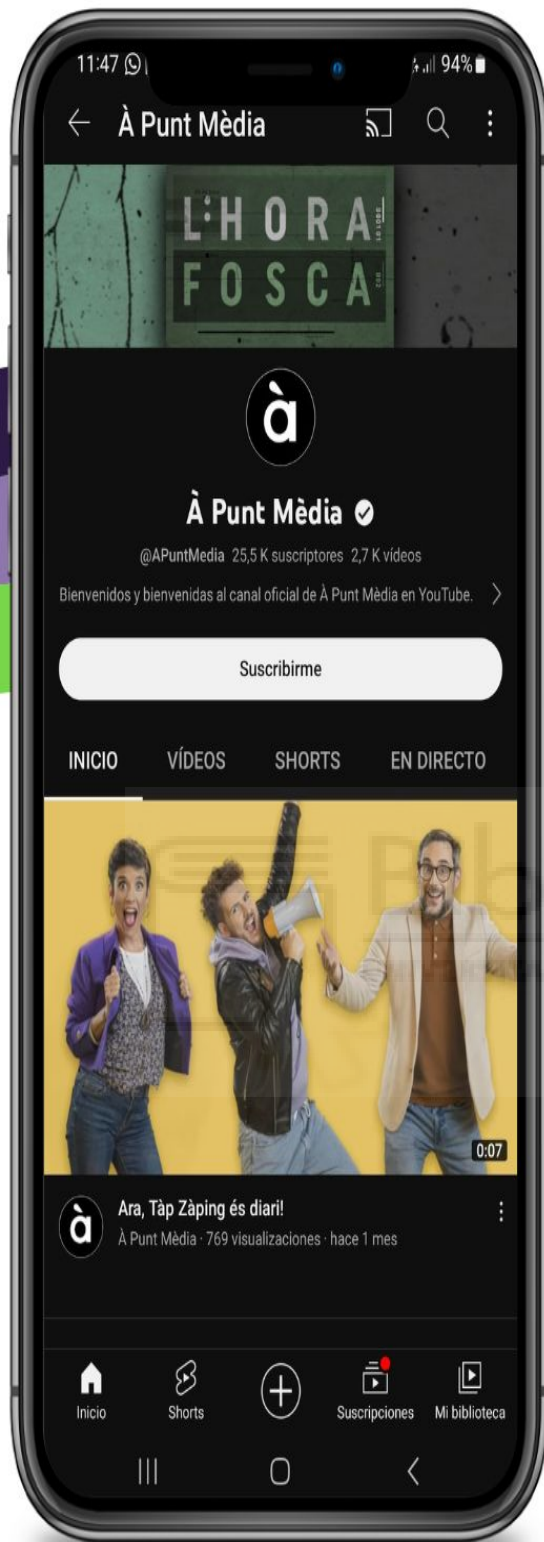 11:47
94%
À Punt Mèdia
L'HORA
FOSCA
à
À Punt Mèdia
@APuntMedia 25,5 K suscriptores 2,7 K vídeos
Bienvenidos y bienvenidas al canal oficial de À Punt Mèdia en YouTube.
Suscribirme
INICIO VÍDEOS SHORTS EN DIRECTO
0:07
à
Ara, Tàp Zàping és diari!
À Punt Mèdia · 769 visualizaciones · hace 1 mes
Inicio Shorts Suscripciones Mi biblioteca